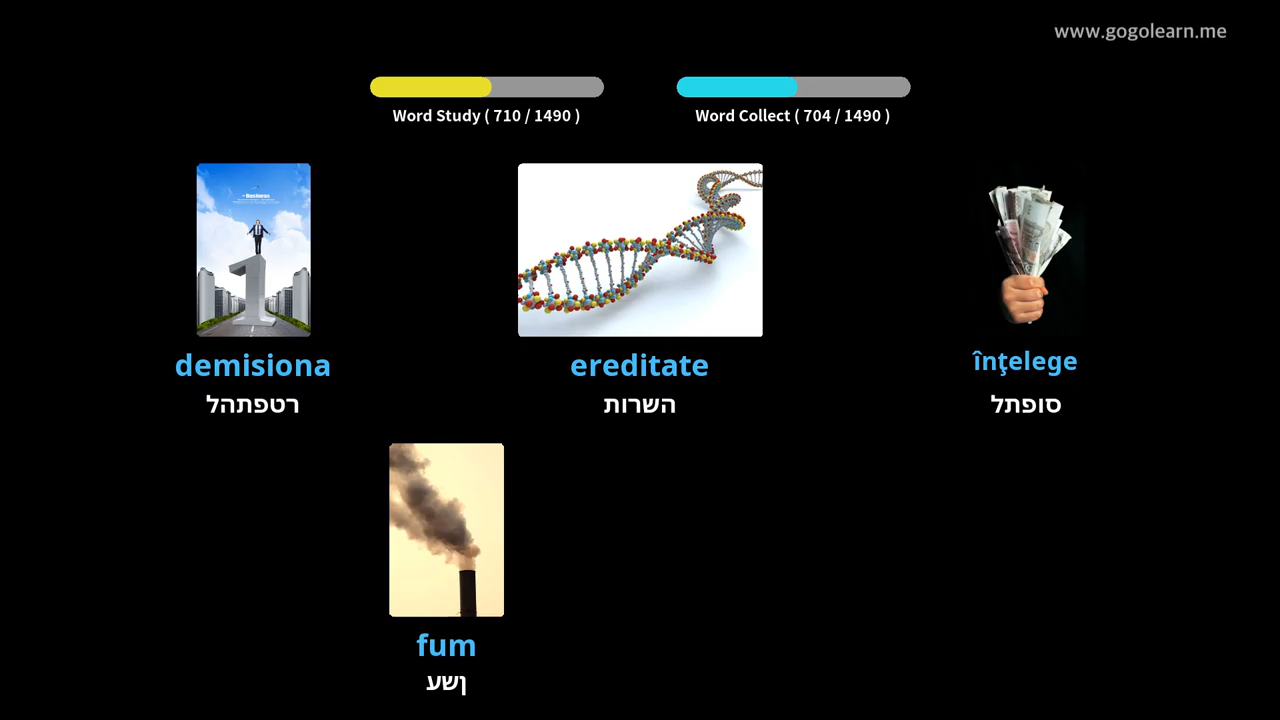 www.gogolearn.me
Word Study ( 710 / 1490 )
Word Collect ( 704 / 1490 )
Business
demisiona
רטפתהל
ereditate
השרות
înţelege
סופתל
fum
ןשע